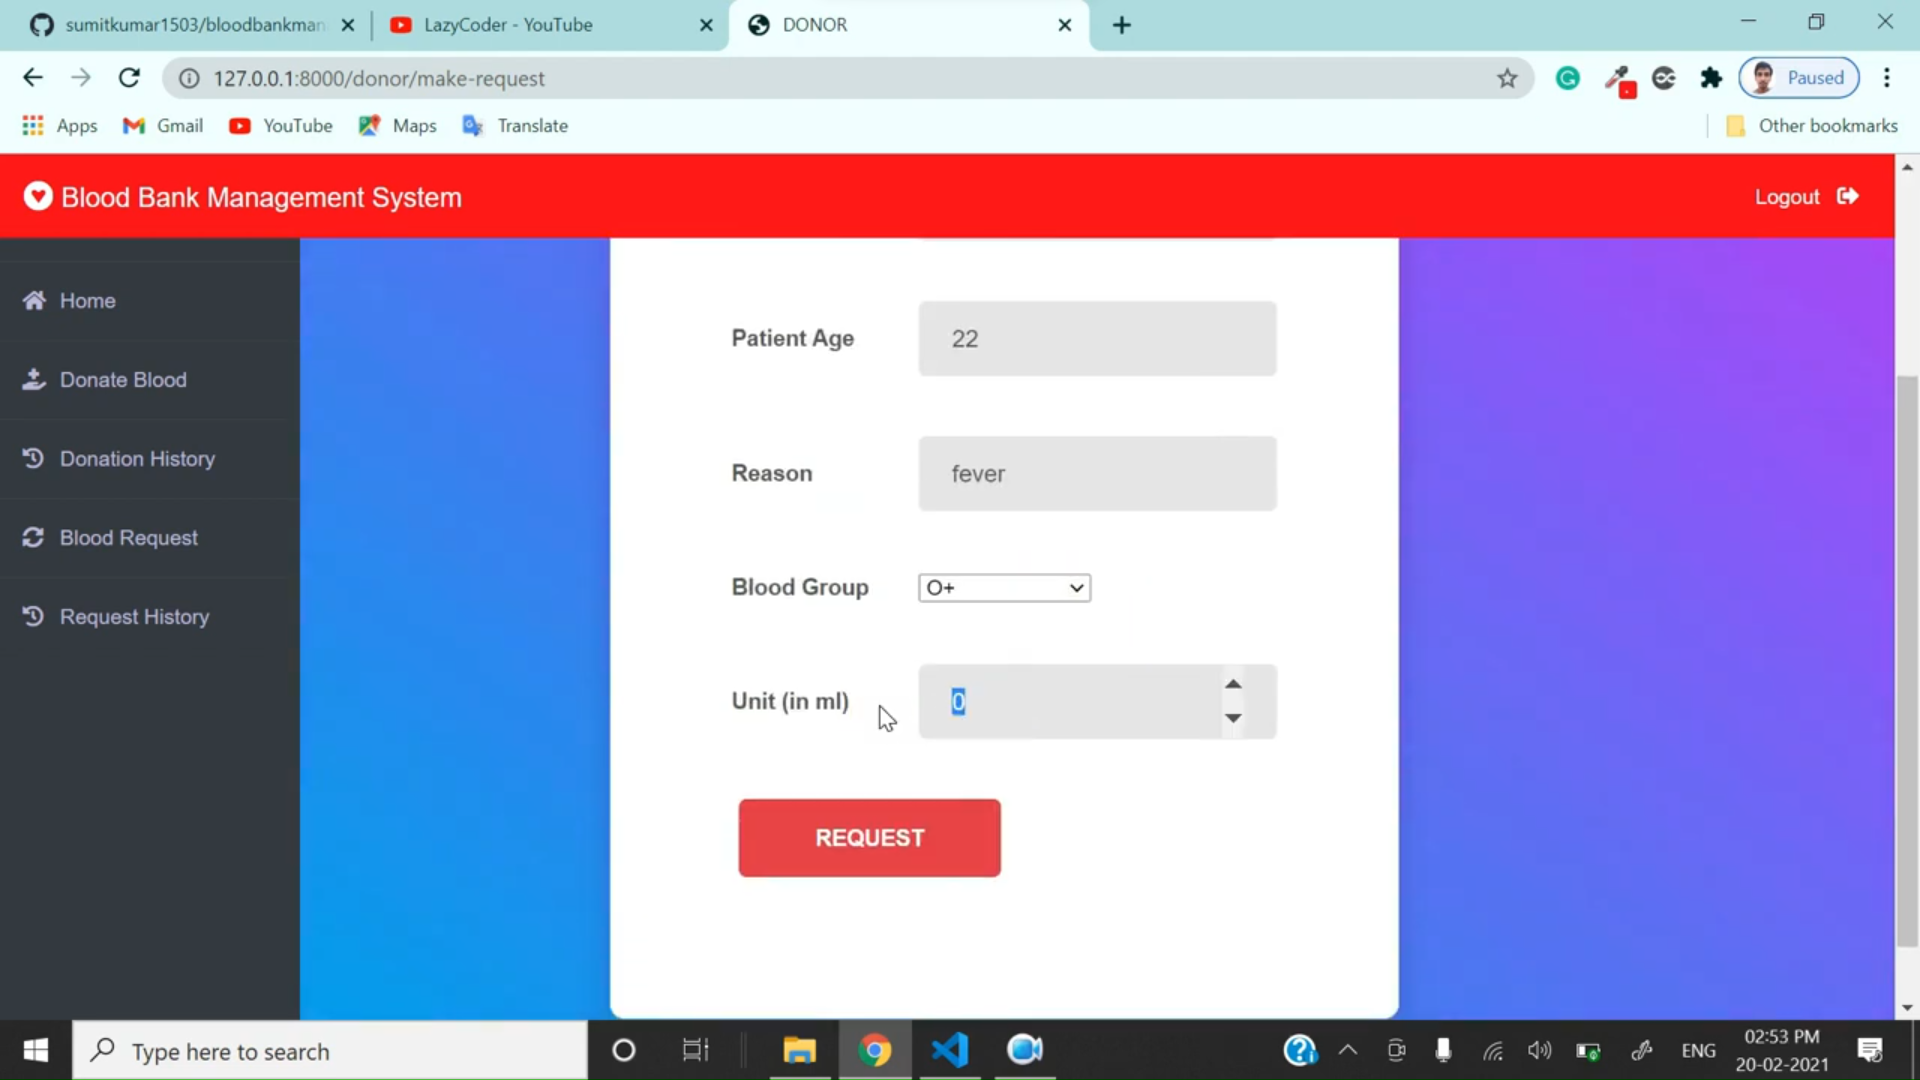 sumitkumar1503/bloodbankman
LazyCoder - YouTube
DONOR
127.0.0.1:8000/donor/make-request
Paused
Apps
Gmail
YouTube
Maps
Translate
Other bookmarks
Blood Bank Management System
Logout
Home
Donate Blood
Donation History
Blood Request
Request History
Patient Age
22
Reason
fever
Blood Group
O+
Unit (in ml)
0
REQUEST
Type here to search
ENG
02:53 PM
20-02-2021